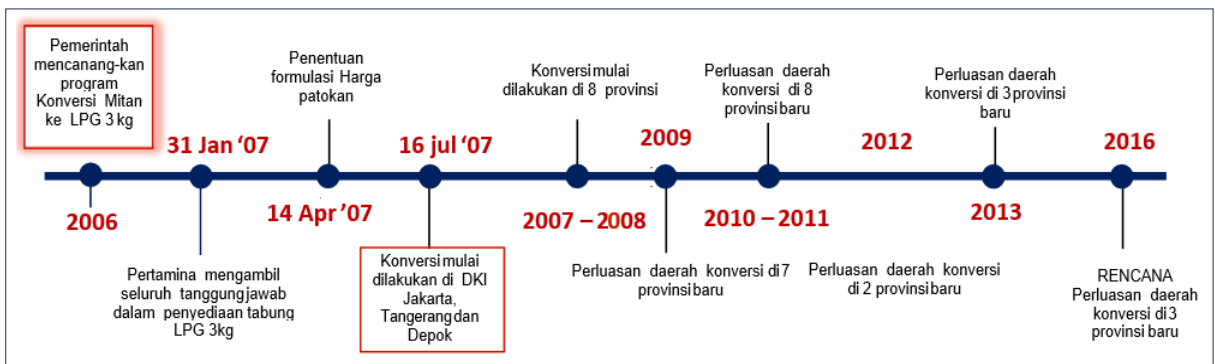 Pemerintah
mencanang-kan
program
Konversi Mitan
ke LPG 3 kg
2006
31 Jan ‘07
Pertamina mengambil
seluruh tanggungjawab
dalam penyediaan tabung
LPG 3kg
Penentuan
formulasi Harga
patokan
14 Apr ’07
16 jul ‘07
Konversi mulai
dilakukan di DKI
Jakarta,
Tangerang dan
Depok
Konversi mulai
dilakukan di 8 provinsi
2007 – 2008
2009
Perluasan daerah konversi di 7
provinsi baru
Perluasan daerah
konversi di 8
provinsi baru
2010 – 2011
2012
Perluasan daerah konversi
di 2 provinsi baru
Perluasan daerah
konversi di 3 provinsi
baru
2013
2016
RENCANA
Perluasan daerah
konversi di 3
provinsi baru